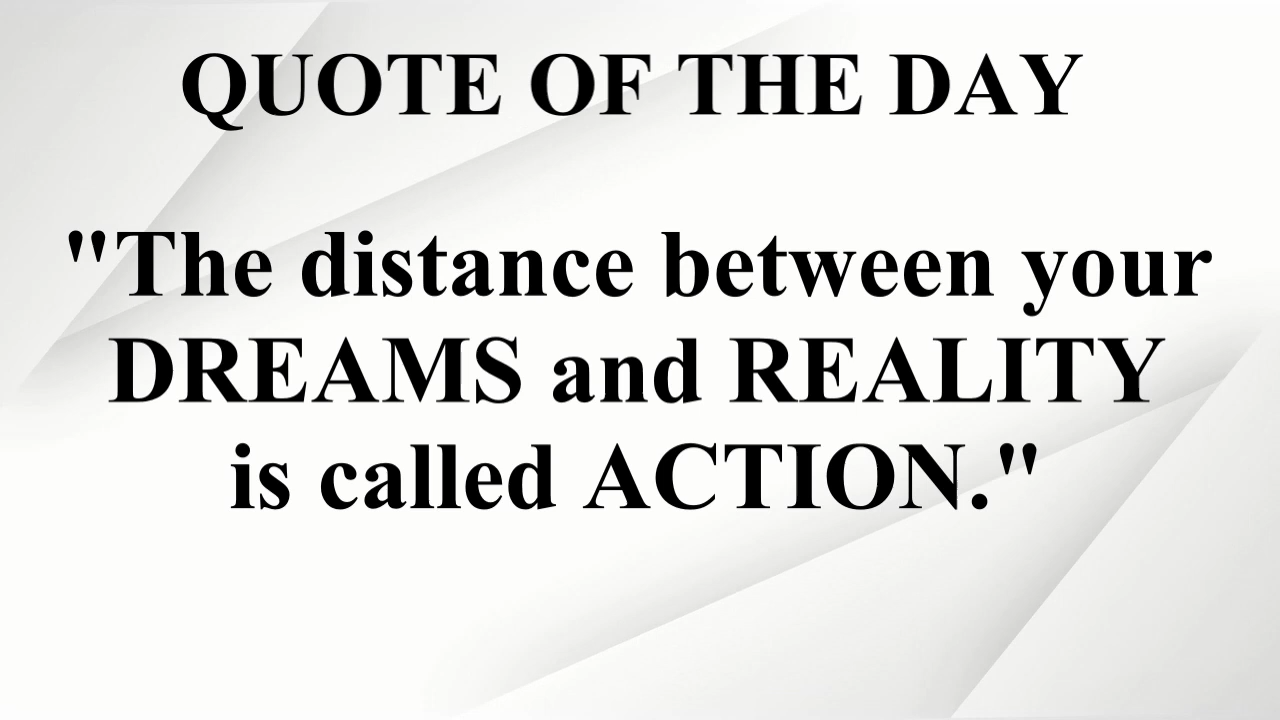 QUOTE OF THE DAY
"The distance between your
DREAMS and REALITY
is called ACTION."